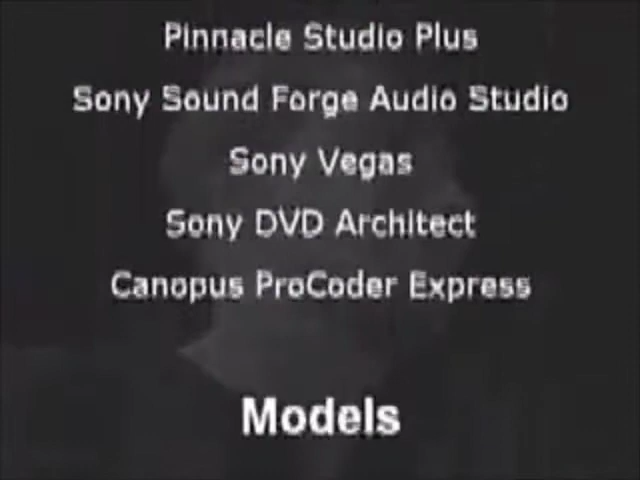 Pinnacle Studio Plus
Sony Sound Forge Audio Studio
Sony Vegas
Sony DVD Architect
Canopus ProCoder Express
Models